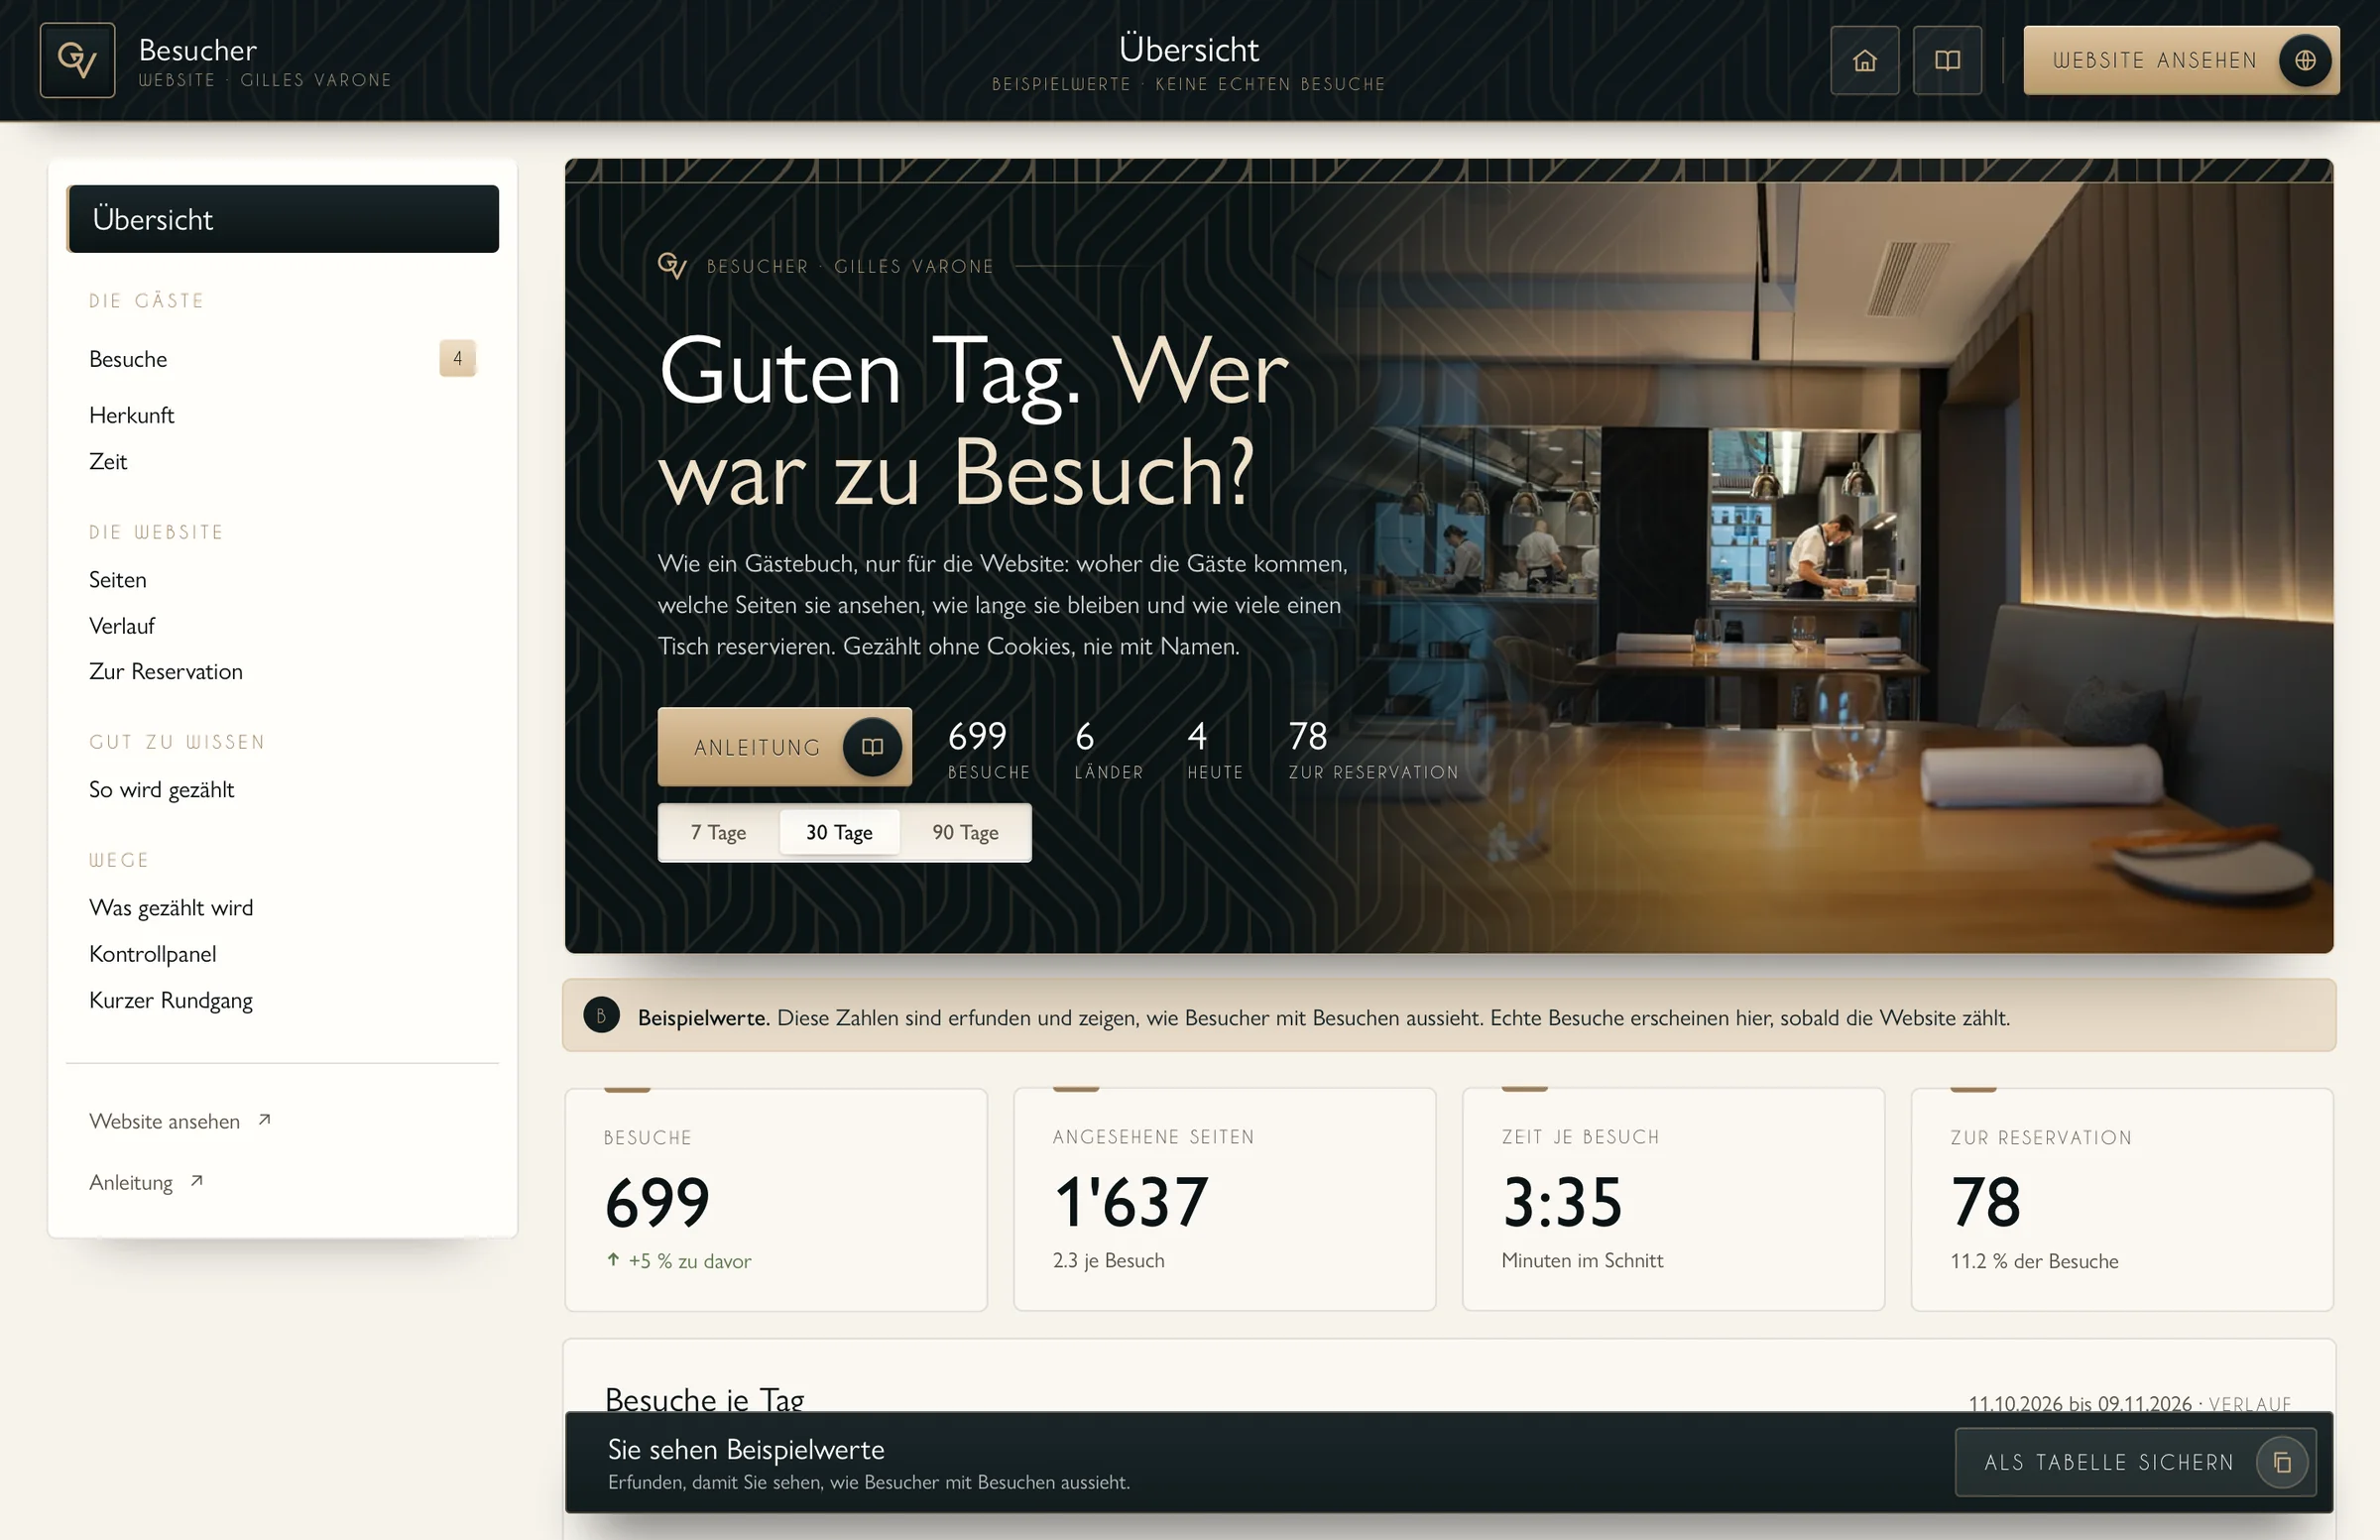 GV
Besucher
WEBSITE · GILLES VARONE
Übersicht
BEISPIELWERTE · KEINE ECHTEN BESUCHE
WEBSITE ANSEHEN
Übersicht
DIE GÄSTE
Besuche 4
Herkunft
Zeit
DIE WEBSITE
Seiten
Verlauf
Zur Reservation
GUT ZU WISSEN
So wird gezählt
WEGE
Was gezählt wird
Kontrollpanel
Kurzer Rundgang
Website ansehen
Anleitung
GV BESUCHER · GILLES VARONE
Guten Tag. Wer
war zu Besuch?
Wie ein Gästebuch, nur für die Website: woher die Gäste kommen,
welche Seiten sie ansehen, wie lange sie bleiben und wie viele einen
Tisch reservieren. Gezählt ohne Cookies, nie mit Namen.
ANLEITUNG
699 BESUCHE
6 LÄNDER
4 HEUTE
78 ZUR RESERVATION
7 Tage 30 Tage 90 Tage
B Beispielwerte. Diese Zahlen sind erfunden und zeigen, wie Besucher mit Besuchen aussieht. Echte Besuche erscheinen hier, sobald die Website zählt.
BESUCHE
699
+5 % zu davor
ANGESEHENE SEITEN
1'637
2.3 je Besuch
ZEIT JE BESUCH
3:35
Minuten im Schnitt
ZUR RESERVATION
78
11.2 % der Besuche
Besuche je Tag
11.10.2026 bis 09.11.2026 · VERLAUF
Sie sehen Beispielwerte
Erfunden, damit Sie sehen, wie Besucher mit Besuchen aussieht.
ALS TABELLE SICHERN